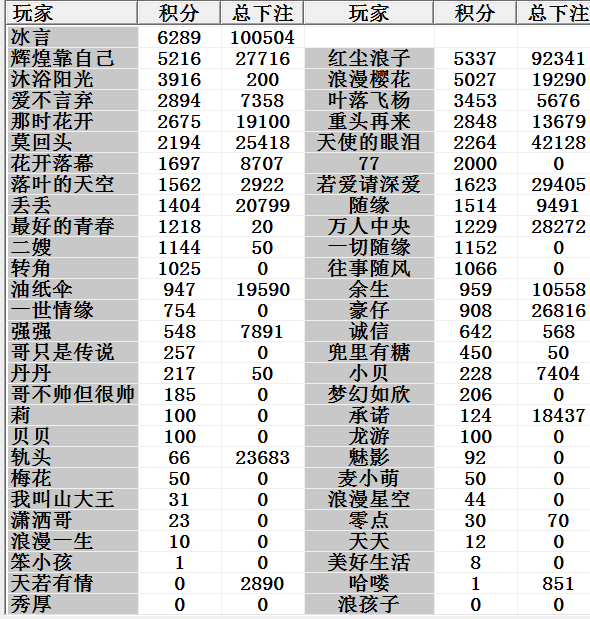 玩家 积分 总下注 玩家 积分 总下注
冰言 6289 100504
辉煌靠自己 5216 27716 红尘浪子 5337 92341
沐浴阳光 3916 200 浪漫樱花 5027 19290
爱不言弃 2894 7358 叶落飞杨 3453 5676
那时花开 2675 19100 重头再来 2848 13679
莫回头 2194 25418 天使的眼泪 2264 42128
花开落幕 1697 8707 77 2000 0
落叶的天空 1562 2922 若爱请深爱 1623 29405
丢丢 1404 20799 随缘 1514 9491
最好的青春 1218 20 万人中央 1229 28272
二嫂 1144 50 一切随缘 1152 0
转角 1025 0 往事随风 1066 0
油纸伞 947 19590 余生 959 10558
一世情缘 754 0 豪仔 908 26816
强强 548 7891 诚信 642 568
哥只是传说 257 0 兜里有糖 450 50
丹丹 217 50 小贝 228 7404
哥不帅但很帅 185 0 梦幻如欣 206 0
莉 100 0 承诺 124 18437
贝贝 100 0 龙游 100 0
轨头 66 23683 魅影 92 0
梅花 50 0 麦小萌 50 0
我叫山大王 31 0 浪漫星空 44 0
潇洒哥 23 0 零点 30 70
浪漫一生 10 0 天天 12 0
笨小孩 1 0 美好生活 8 0
天若有情 0 2890 哈喽 1 851
秀厚 0 0 浪孩子 0 0